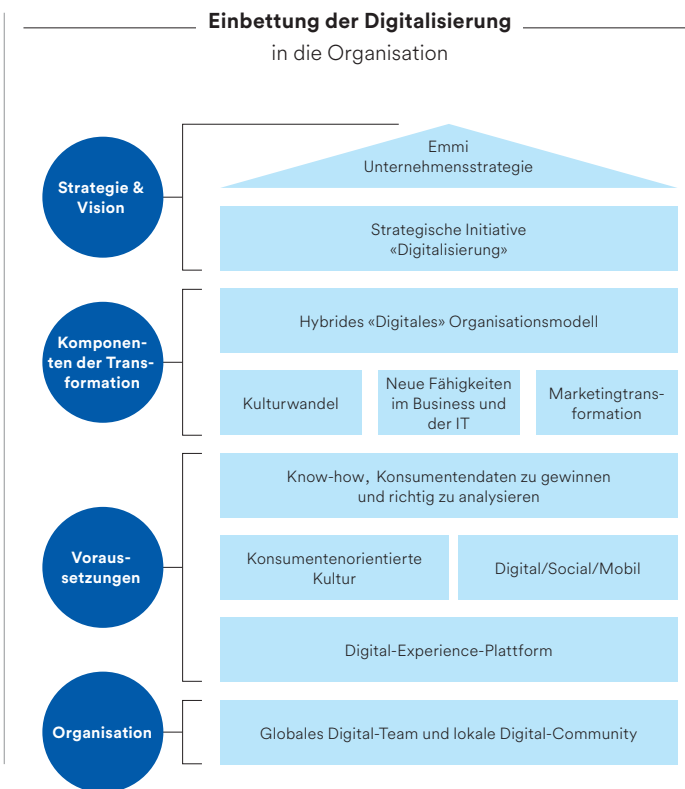 Einbettung der Digitalisierung
in die Organisation
Strategie &
Vision
Emmi
Unternehmensstrategie
Strategische Initiative
«Digitalisierung»
Komponen-
ten der Trans-
formation
Hybrides «Digitales» Organisationsmodell
Kulturwandel
Neue Fähigkeiten
im Business und
der IT
Marketingtrans-
formation
Voraus-
setzungen
Know-how, Konsumentendaten zu gewinnen
und richtig zu analysieren
Konsumentenorientierte
Kultur
Digital/Social/Mobil
Digital-Experience-Plattform
Organisation
Globales Digital-Team und lokale Digital-Community